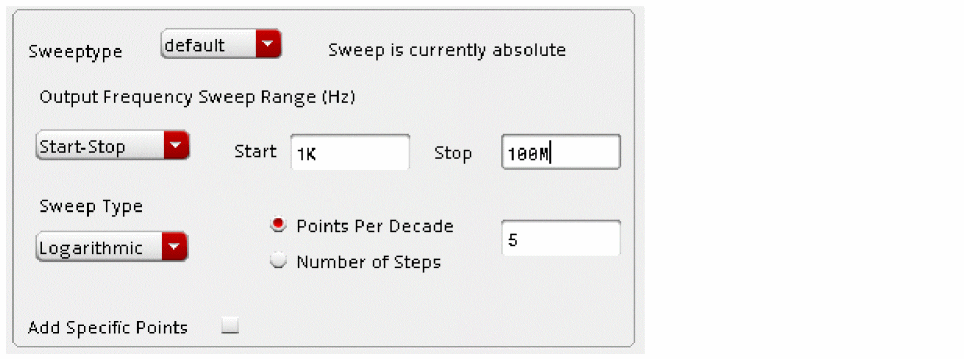 Sweeptype default Sweep is currently absolute
Output Frequency Sweep Range (Hz)
Start-Stop Start 1K Stop 100M
Sweep Type
Logarithmic Points Per Decade 5
Number of Steps
Add Specific Points